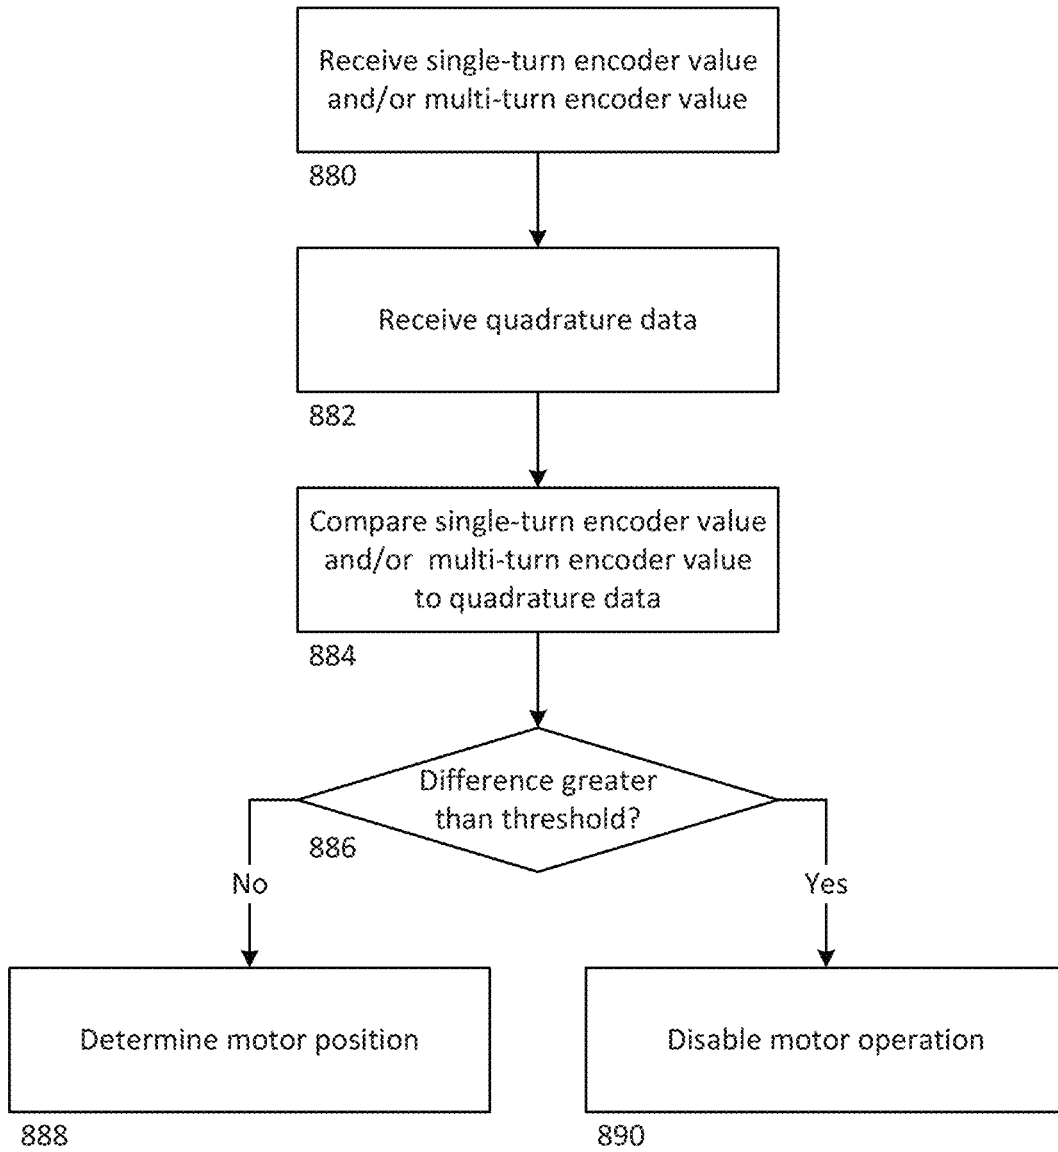 Receive single-turn encoder value
and/or multi-turn encoder value
880
Receive quadrature data
882
Compare single-turn encoder value
and/or multi-turn encoder value
to quadrature data
884
Difference greater
than threshold?
886
No
Yes
Determine motor position
Disable motor operation
888
890